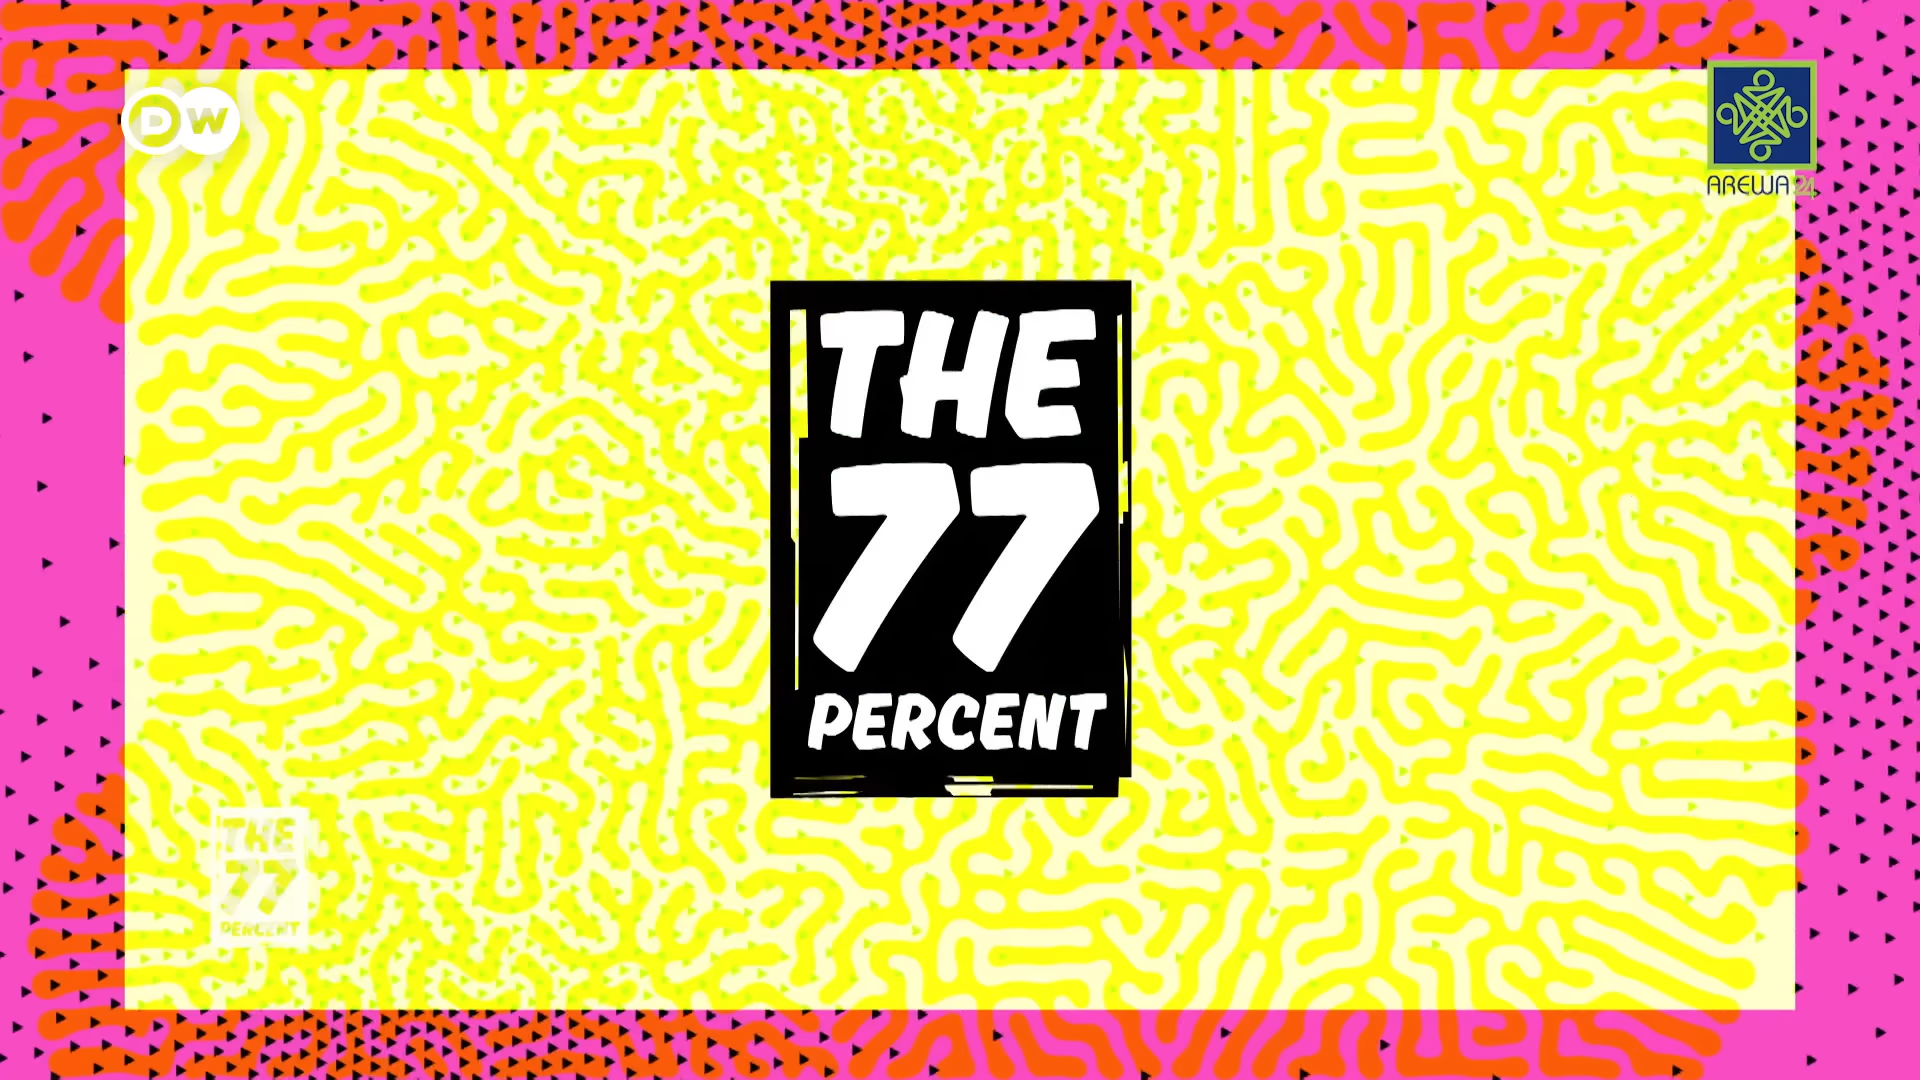 DW
AREWA24
THE
77
PERCENT
THE
77
PERCENT